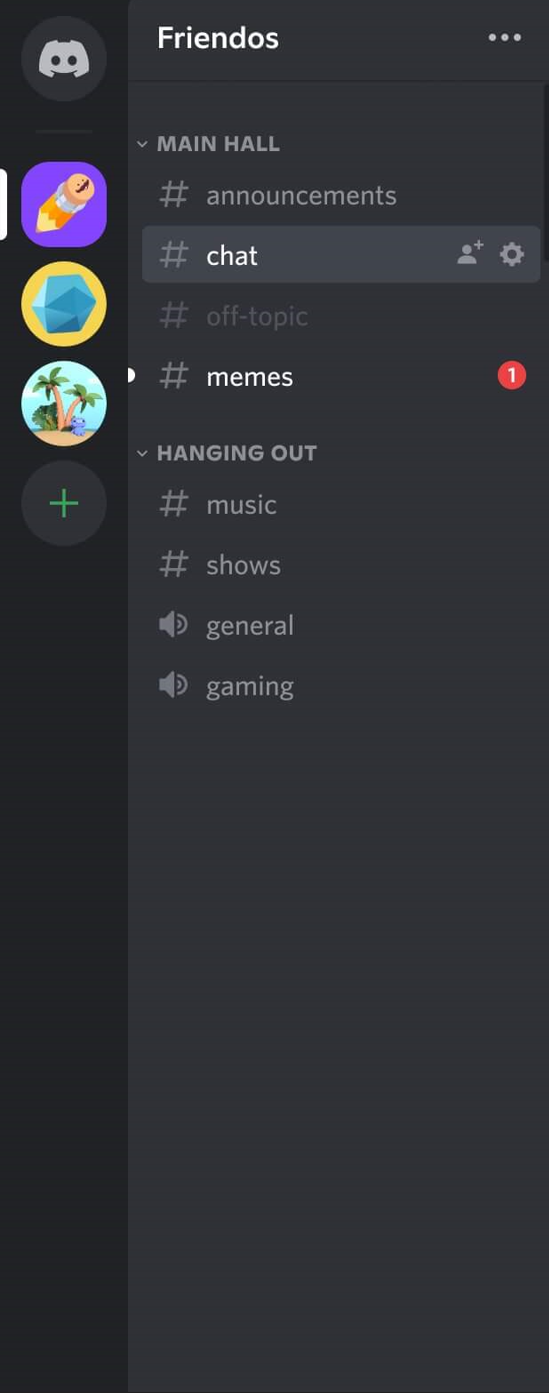 Friendos
MAIN HALL
# announcements
# chat
# off-topic
# memes 1
HANGING OUT
# music
# shows
general
gaming